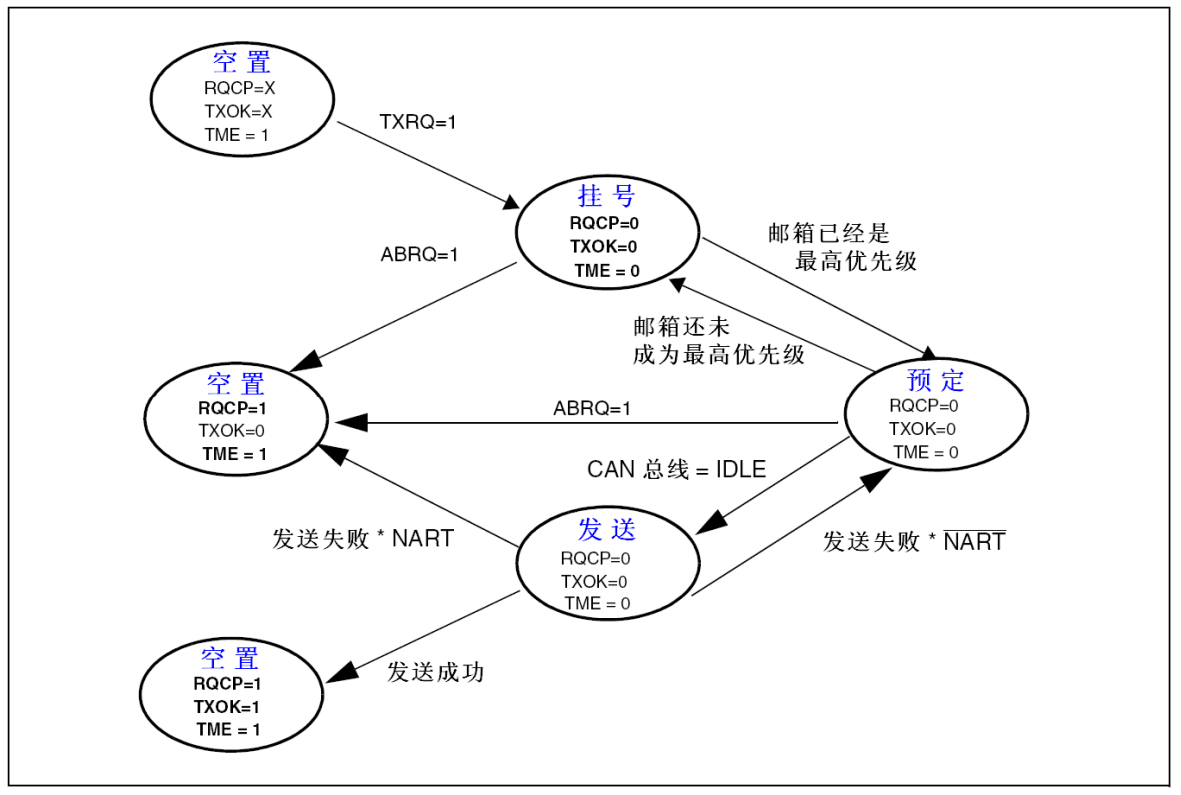 空置
RQCP=X
TXOK=X
TME = 1
TXRQ=1
挂号
RQCP=0
TXOK=0
TME = 0
邮箱已经是
最高优先级
ABRQ=1
邮箱还未
成为最高优先级
空置
RQCP=1
TXOK=0
TME = 1
ABRQ=1
预定
RQCP=0
TXOK=0
TME = 0
CAN 总线 = IDLE
发送失败 * NART
发送
RQCP=0
TXOK=0
TME = 0
发送失败 * N̅A̅R̅T̅
空置
RQCP=1
TXOK=1
TME = 1
发送成功